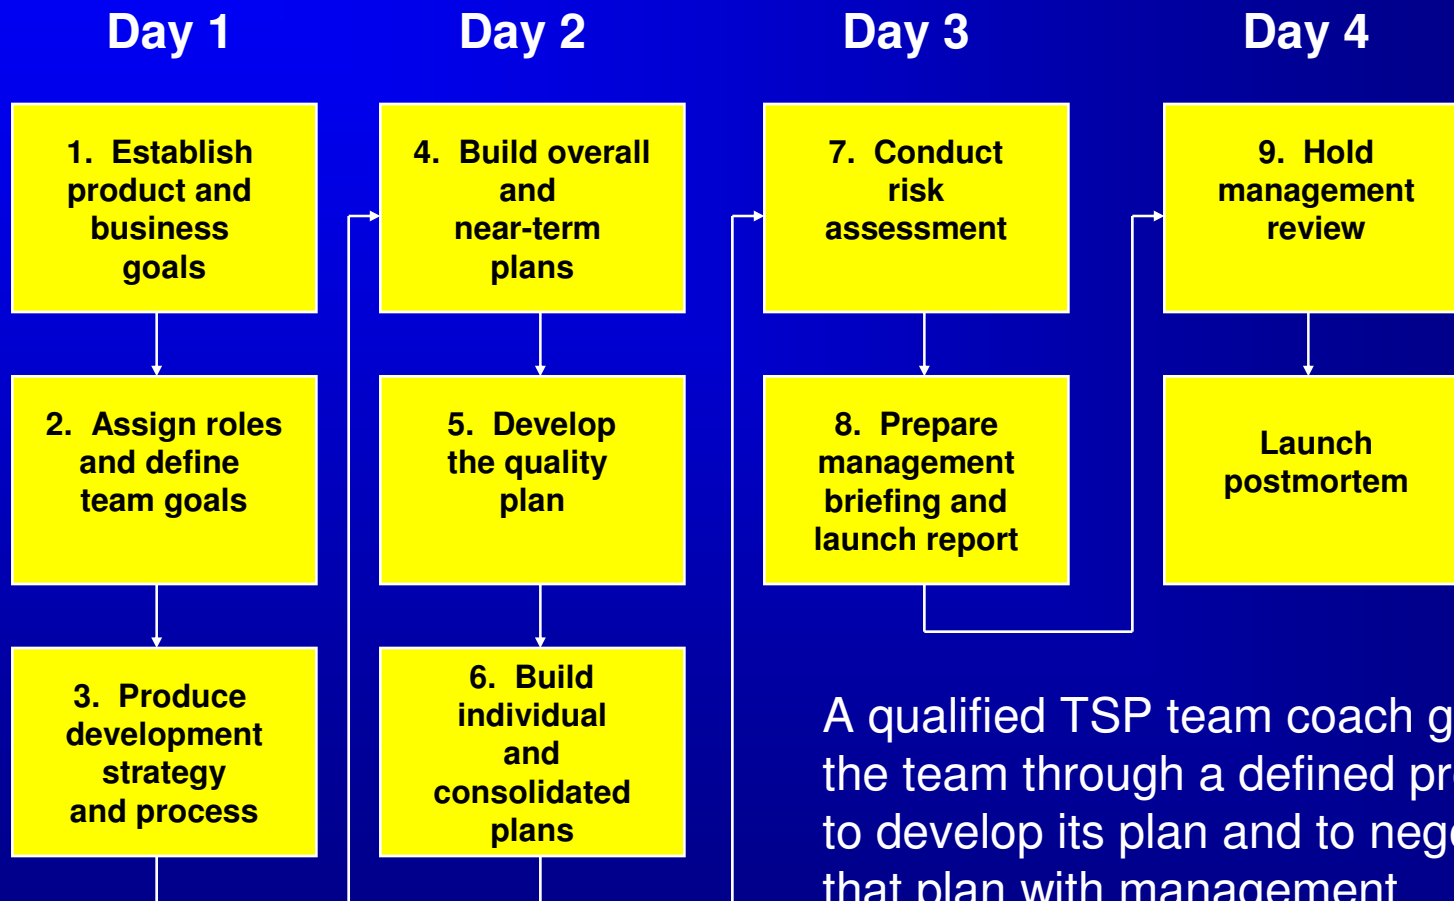 Day 1
Day 2
Day 3
Day 4
1. Establish
product and
business
goals
2. Assign roles
and define
team goals
3. Produce
development
strategy
and process
4. Build overall
and
near-term
plans
5. Develop
the quality
plan
6. Build
individual
and
consolidated
plans
7. Conduct
risk
assessment
8. Prepare
management
briefing and
launch report
9. Hold
management
review
Launch
postmortem
A qualified TSP team coach
the team through a defined
to develop its plan and to
that plan with management